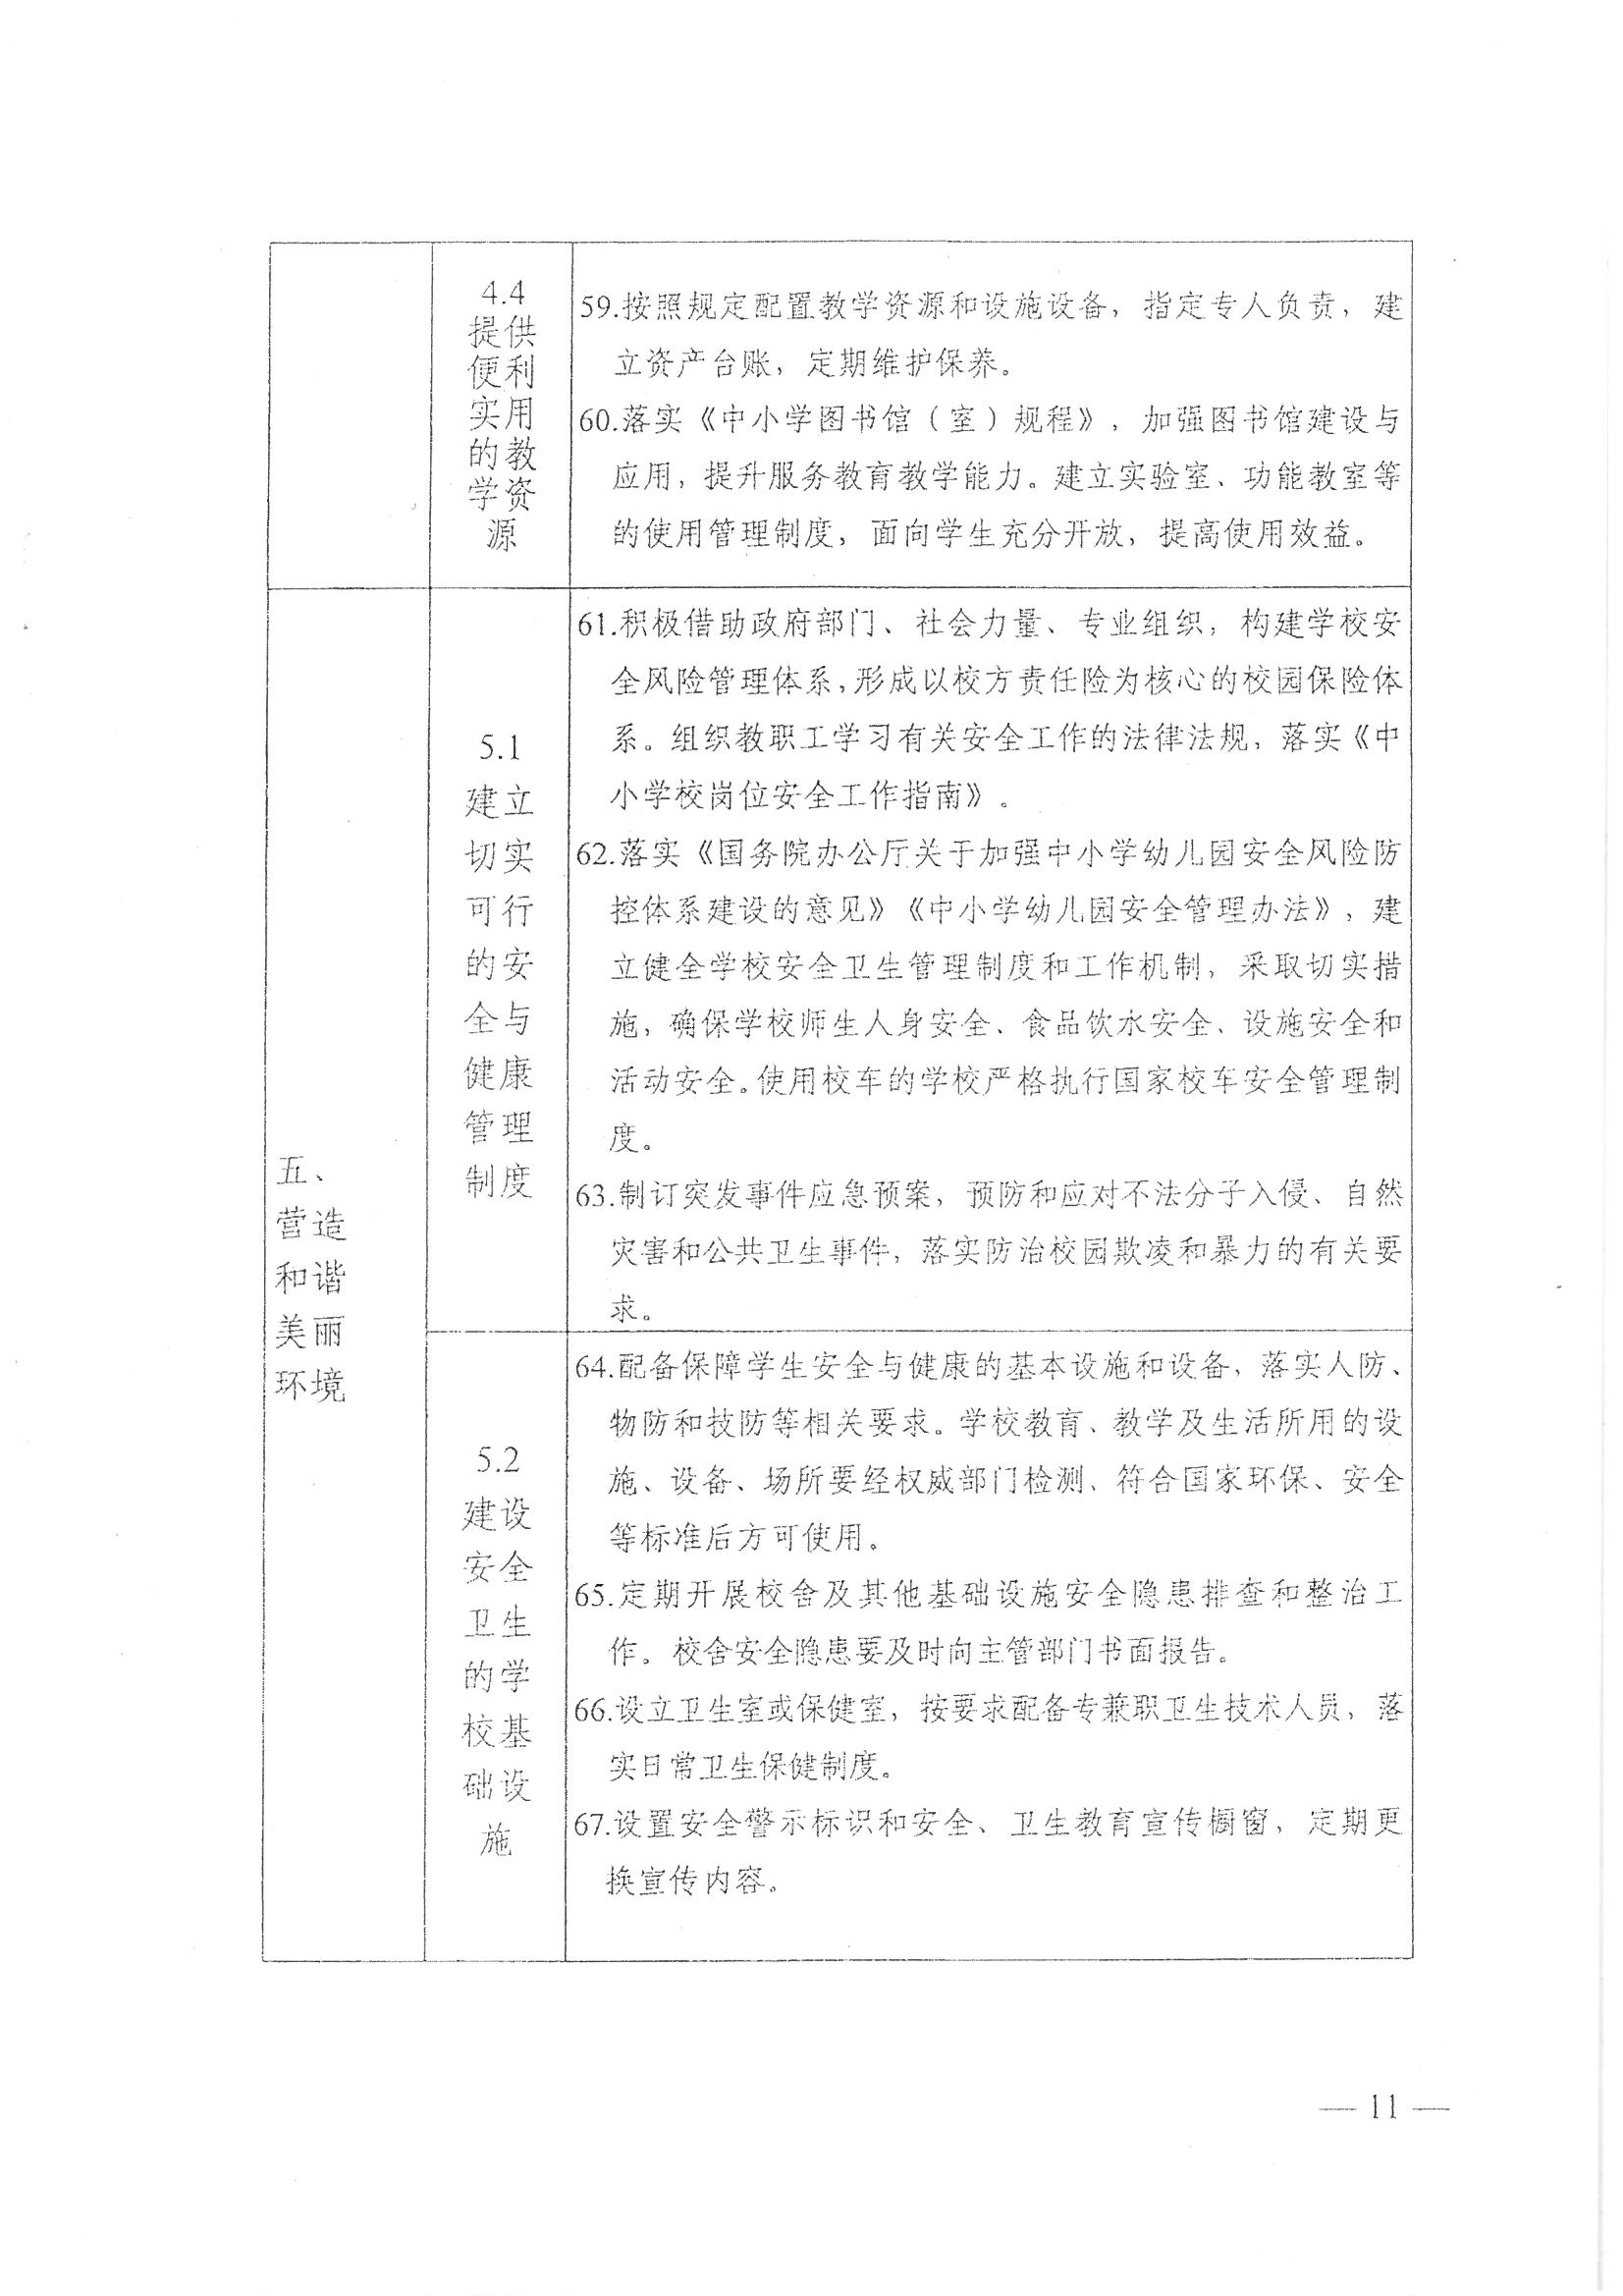 4.4
提供
便利
实用
的教
学资
源
59.按照规定配置教学资源和设施设备，指定专人负责，建
立资产台账，定期维护保养。
60.落实《中小学图书馆（室）规程》，加强图书馆建设与
应用，提升服务教育教学能力。建立实验室、功能教室等
的使用管理制度，面向学生充分开放，提高使用效益。
五、
营造
和谐
美丽
环境
5.1
建立
切实
可行
的安
全与
健康
管理
制度
61.积极借助政府部门、社会力量、专业组织，构建学校安
全风险管理体系，形成以校方责任险为核心的校园保险体
系。组织教职工学习有关安全工作的法律法规，落实《中
小学校岗位安全工作指南》。
62.落实《国务院办公厅关于加强中小学幼儿园安全风险防
控体系建设的意见》《中小学幼儿园安全管理办法》，建
立健全学校安全卫生管理制度和工作机制，采取切实措
施，确保学校师生人身安全、食品饮水安全、设施安全和
活动安全。使用校车的学校严格执行国家校车安全管理制
度。
63.制订突发事件应急预案，预防和应对不法分子入侵、自然
灾害和公共卫生事件，落实防治校园欺凌和暴力的有关要
求。
5.2
建设
安全
卫生
的学
校基
础设
施
64.配备保障学生安全与健康的基本设施和设备，落实人防、
物防和技防等相关要求。学校教育、教学及生活所用的设
施、设备、场所要经权威部门检测、符合国家环保、安全
等标准后方可使用。
65.定期开展校舍及其他基础设施安全隐患排查和整治工
作。校舍安全隐患要及时向主管部门书面报告。
66.设立卫生室或保健室，按要求配备专兼职卫生技术人员，落
实日常卫生保健制度。
67.设置安全警示标识和安全、卫生教育宣传橱窗，定期更
换宣传内容。
— 11 —